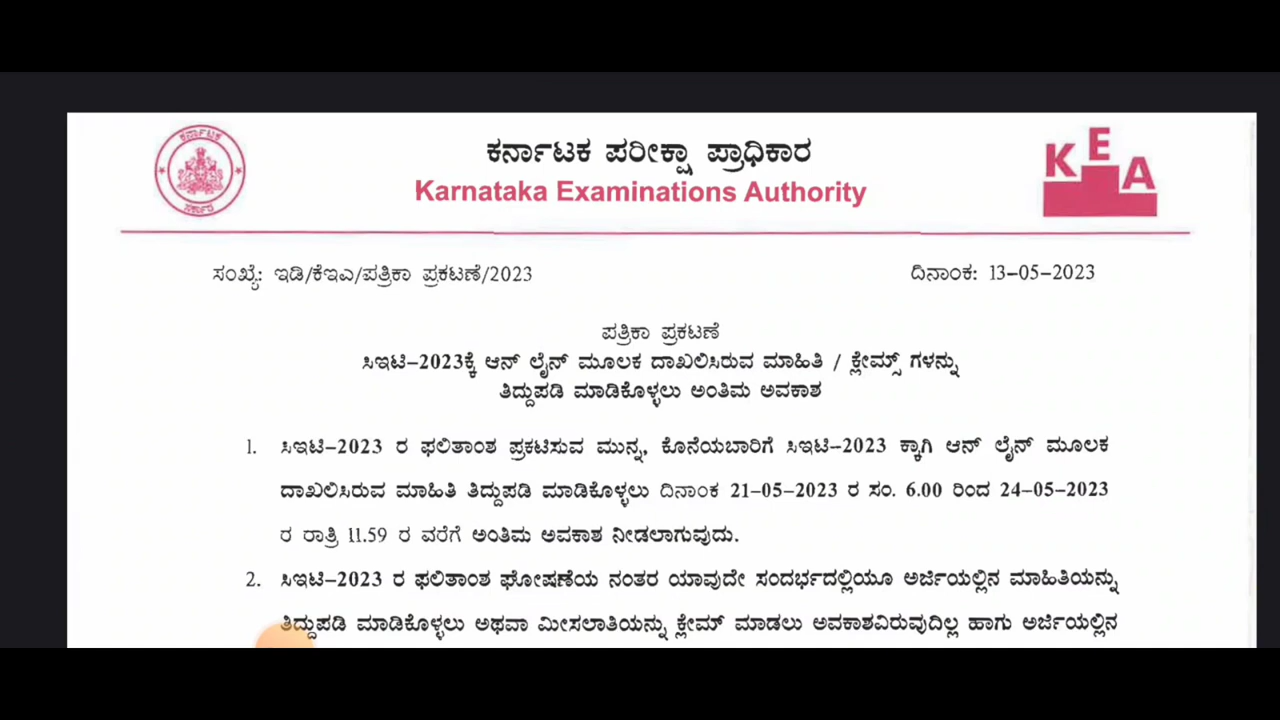 ಕರ್ನಾಟಕ
ಸರ್ಕಾರ
ಕರ್ನಾಟಕ ಪರೀಕ್ಷಾ ಪ್ರಾಧಿಕಾರ
Karnataka Examinations Authority
KEA
ಸಂಖ್ಯೆ: ಇಡಿ/ಕೆಇಎ/ಪತ್ರಿಕಾ ಪ್ರಕಟಣೆ/2023 ದಿನಾಂಕ: 13-05-2023
ಪತ್ರಿಕಾ ಪ್ರಕಟಣೆ
ಸಿಇಟಿ-2023ಕ್ಕೆ ಆನ್ ಲೈನ್ ಮೂಲಕ ದಾಖಲಿಸಿರುವ ಮಾಹಿತಿ / ಕ್ಲೇಮ್ಸ್ ಗಳನ್ನು
ತಿದ್ದುಪಡಿ ಮಾಡಿಕೊಳ್ಳಲು ಅಂತಿಮ ಅವಕಾಶ
1. ಸಿಇಟಿ-2023 ರ ಫಲಿತಾಂಶ ಪ್ರಕಟಿಸುವ ಮುನ್ನ, ಕೊನೆಯಬಾರಿಗೆ ಸಿಇಟಿ-2023 ಕ್ಕಾಗಿ ಆನ್ ಲೈನ್ ಮೂಲಕ
ದಾಖಲಿಸಿರುವ ಮಾಹಿತಿ ತಿದ್ದುಪಡಿ ಮಾಡಿಕೊಳ್ಳಲು ದಿನಾಂಕ 21-05-2023 ರ ಸಂ. 6.00 ರಿಂದ 24-05-2023
ರ ರಾತ್ರಿ 11.59 ರ ವರೆಗೆ ಅಂತಿಮ ಅವಕಾಶ ನೀಡಲಾಗುವುದು.
2. ಸಿಇಟಿ-2023 ರ ಫಲಿತಾಂಶ ಘೋಷಣೆಯ ನಂತರ ಯಾವುದೇ ಸಂದರ್ಭದಲ್ಲಿಯೂ ಅರ್ಜಿಯಲ್ಲಿನ ಮಾಹಿತಿಯನ್ನು
ತಿದ್ದುಪಡಿ ಮಾಡಿಕೊಳ್ಳಲು ಅಥವಾ ಮೀಸಲಾತಿಯನ್ನು ಕ್ಲೇಮ್ ಮಾಡಲು ಅವಕಾಶವಿರುವುದಿಲ್ಲ ಹಾಗು ಅರ್ಜಿಯಲ್ಲಿನ